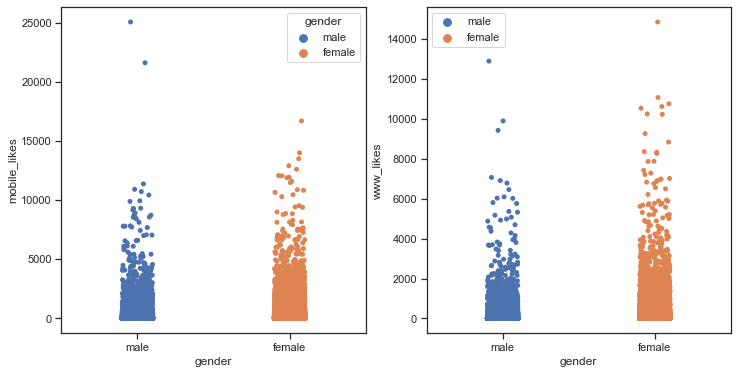 25000
20000
15000
10000
5000
0
mobile_likes
gender
male
female
male female
gender
14000
12000
10000
8000
6000
4000
2000
0
www_likes
male
female
male female
gender